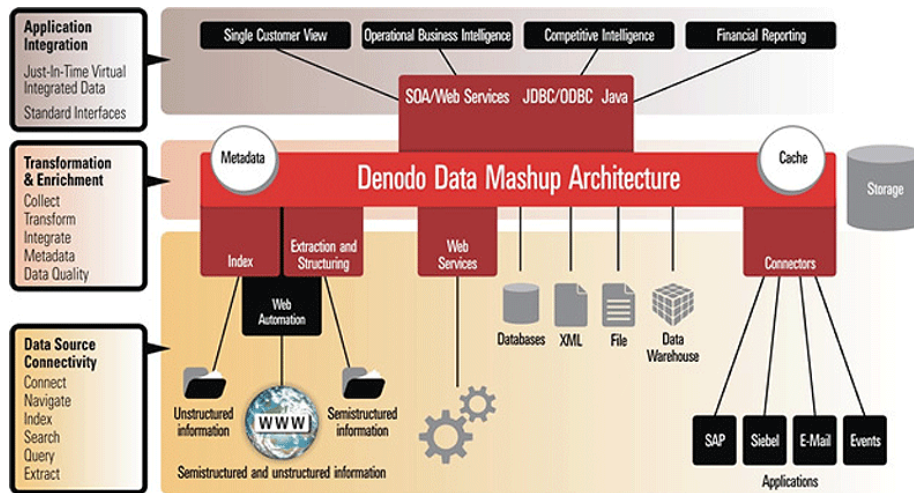 Application
Integration
Just-In-Time Virtual
Integrated Data
Standard Interfaces
Single Customer View
Operational Business Intelligence
Competitive Intelligence
Financial Reporting
SOA/Web Services JDBC/ODBC Java
Transformation
& Enrichment
Collect
Transform
Integrate
Metadata
Data Quality
Metadata
Denodo Data Mashup Architecture
Cache
Storage
Index
Extraction and
Structuring
Web
Automation
Web
Services
Connectors
Databases
XML
File
Data
Warehouse
Data Source
Connectivity
Connect
Navigate
Index
Search
Query
Extract
Unstructured
information
WWW
Semistructured
information
Semistructured and unstructured information
SAP
Siebel
E-Mail
Events
Applications